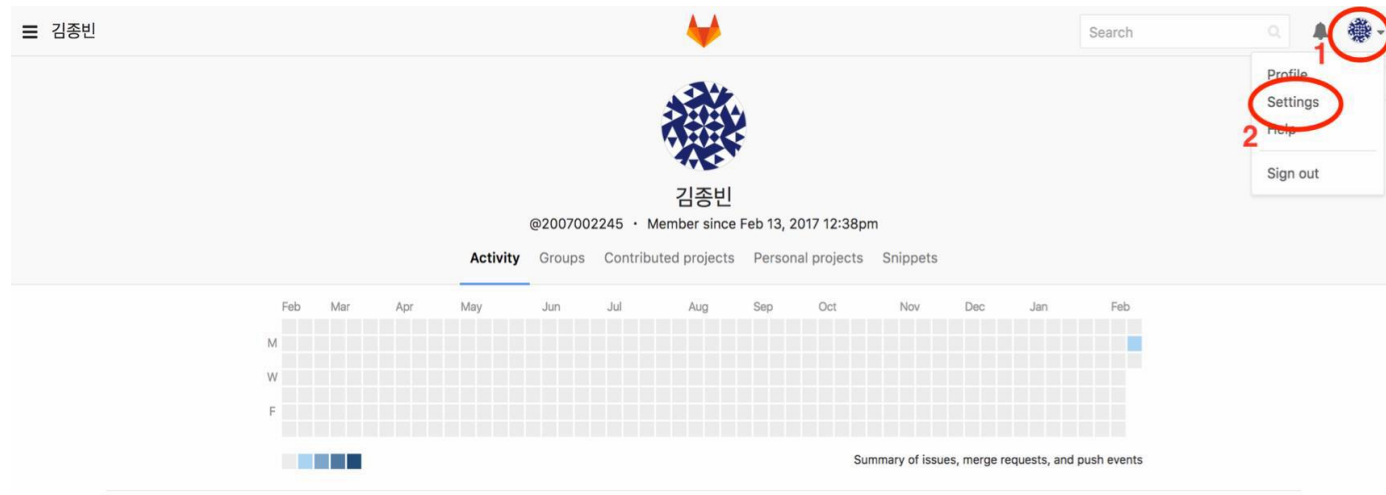 김종빈
Search
1
Profile
Settings
2
Help
Sign out
김종빈
@2007002245 · Member since Feb 13, 2017 12:38pm
Activity Groups Contributed projects Personal projects Snippets
Feb Mar Apr May Jun Jul Aug Sep Oct Nov Dec Jan Feb
M
W
F
Summary of issues, merge requests, and push events